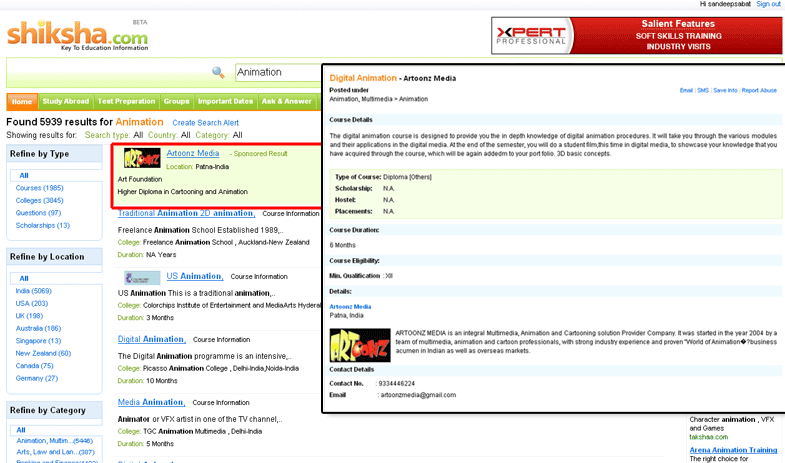 Hi sandeepsabat Sign out
BETA
shiksha.com
Key To Education Information
XPERT
PROFESSIONAL
Salient Features
SOFT SKILLS TRAINING
INDUSTRY VISITS
Animation
Home Study Abroad Test Preparation Groups Important Dates Ask & Answer
Found 5939 results for Animation Create Search Alert
Showing results for: Search type: All Country: All Category: All
Refine by Type
All
Courses (1985)
Colleges (3845)
Questions (97)
Scholarships (13)
Refine by Location
All
India (5069)
USA (203)
UK (198)
Australia (186)
Singapore (13)
New Zealand (60)
Canada (75)
Germany (27)
Refine by Category
All
Animation, Multim...(5446)
Arts, Law and Lan...(387)
ARTOONZ
Artoonz Media - Sponsored Result
Location: Patna-India
Art Foundation
Higher Diploma in Cartooning and Animation
Traditional Animation 2D animation, Course Information
Freelance Animation School Established 1989,..
College: Freelance Animation School , Auckland-New Zealand
Duration: NA Years
US Animation, Course Information
US Animation This is a traditional animation,..
College: Colorchips Institute of Entertainment and MediaArts Hyderab
Duration: 3 Months
Digital Animation, Course Information
The Digital Animation programme is an intensive,..
College: Picasso Animation College , Delhi-India,Noida-India
Duration: 10 Months
Media Animation, Course Information
Animator or VFX artist in one of the TV channel,..
College: TGC Animation Multimedia , Delhi-India
Duration: 5 Months
Digital Animation - Artoonz Media
Posted under
Animation, Multimedia > Animation
Email | SMS | Save Info | Report Abuse
Course Details
The digital animation course is designed to provide you the in depth knowledge of digital animation procedures. It will take you through the various modules
and their applications in the digital media. At the end of the semester, you will do a student film,this time in digital media, to showcase your knowledge that you
have acquired through the course, which will be again addedm to your port folio. 3D basic concepts.
Type of Course: Diploma [Others]
Scholarship: N.A.
Hostel: N.A.
Placements: N.A.
Course Duration:
6 Months
Course Eligibility:
Min. Qualification : XII
Details:
Artoonz Media
Patna, India
ARTOONZ
ARTOONZ MEDIA is an integral Multimedia, Animation and Cartooning solution Provider Company. It was started in the year 2004 by a
team of multimedia, animation and cartoon professionals, with strong industry experience and proven "World of Animation�?business
acumen in Indian as well as overseas markets.
Contact Details
Contact No. : 9334446224
Email : artoonzmedia@gmail.com
Character animation , VFX
and Games
takshaa.com
Arena Animation Training
The right choice for